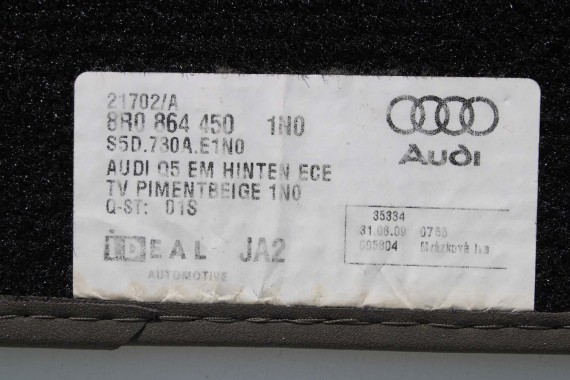 21702/A
8R0 864 450 1N0
S5D.730A.E1N0
AUDI Q5 EM HINTEN ECE
TV PIMENTBEIGE 1N0
Q-ST: 01S
IDEAL JA2
AUTOMOTIVE
Audi
35334
31.08.09
Mrázková